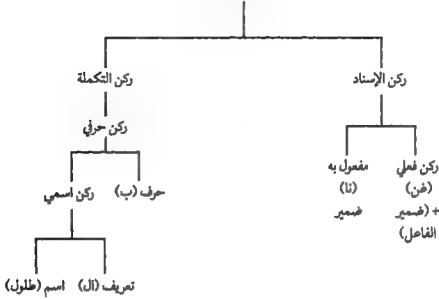 ركن الإسناد
ركن التكملة
ركن فعلي
(غن)
+ (ضمير
الفاعل)
مفعول به
(نا)
ضمير
ركن حرفي
حرف (ب)
ركن اسمي
تعريف (ال)
اسم (طلول)